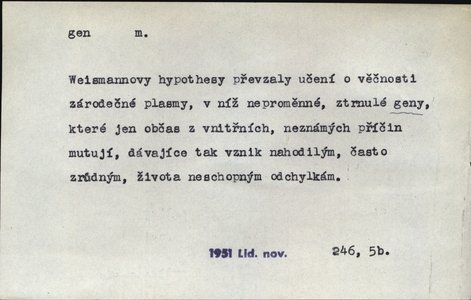 gen m.
Weismannovy hypothesy převzaly učení o věčnosti
zárodečné plasmy, v níž neproměnné, ztrnulé geny,
které jen občas z vnitřních, neznámých příčin
mutují, dávajíce tak vznik nahodilým, často
zrůdným, života neschopným odchylkám.
1951 Lid. nov. 246, 5b.